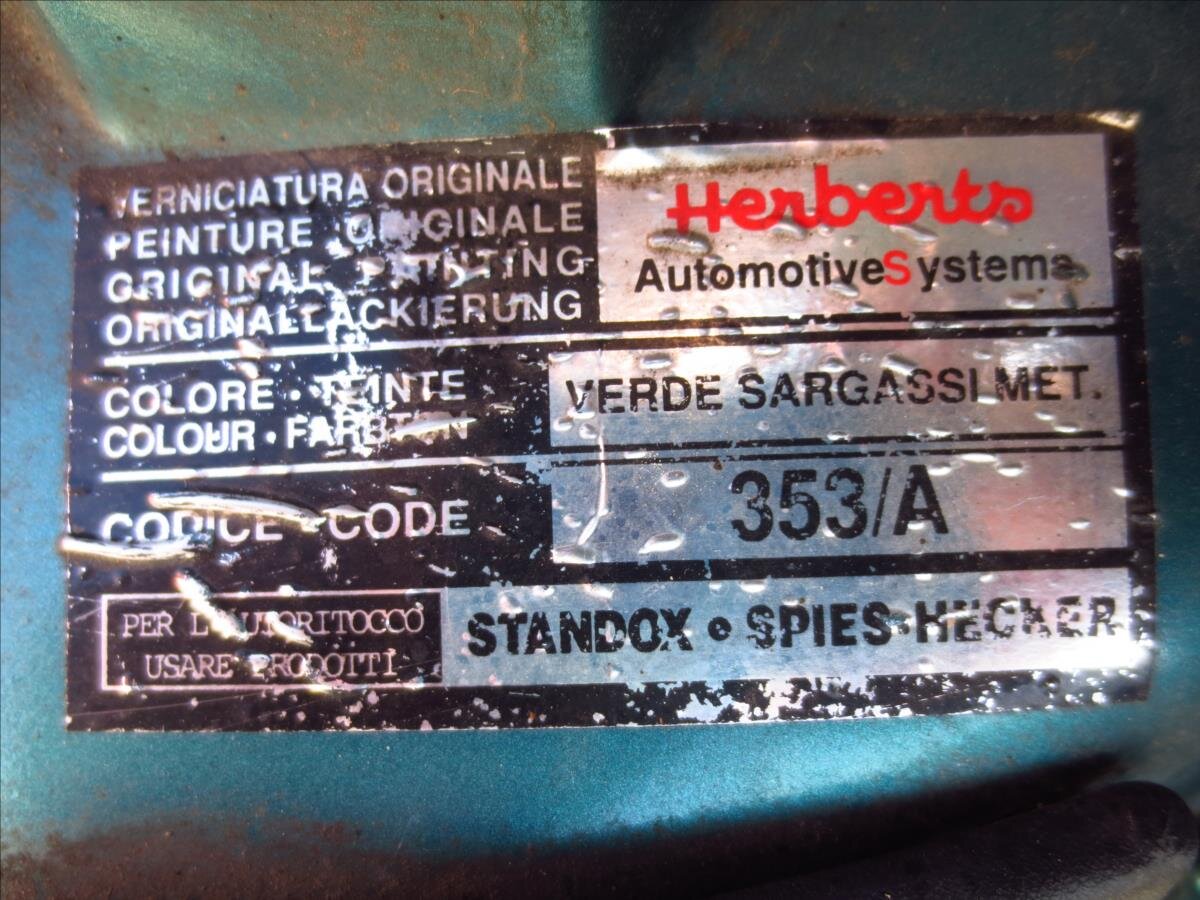 VERNICIATURA ORIGINALE
PEINTURE ORIGINALE
ORIGINAL PAINTING
ORIGINALLACKIERUNG
Herberts
AutomotiveSystems
COLORE • TEINTE
COLOUR • FARBTON
VERDE SARGASSI MET.
CODICE - CODE
353/A
PER L'AUTORITOCCO
USARE PRODOTTI
STANDOX • SPIES-HECKER